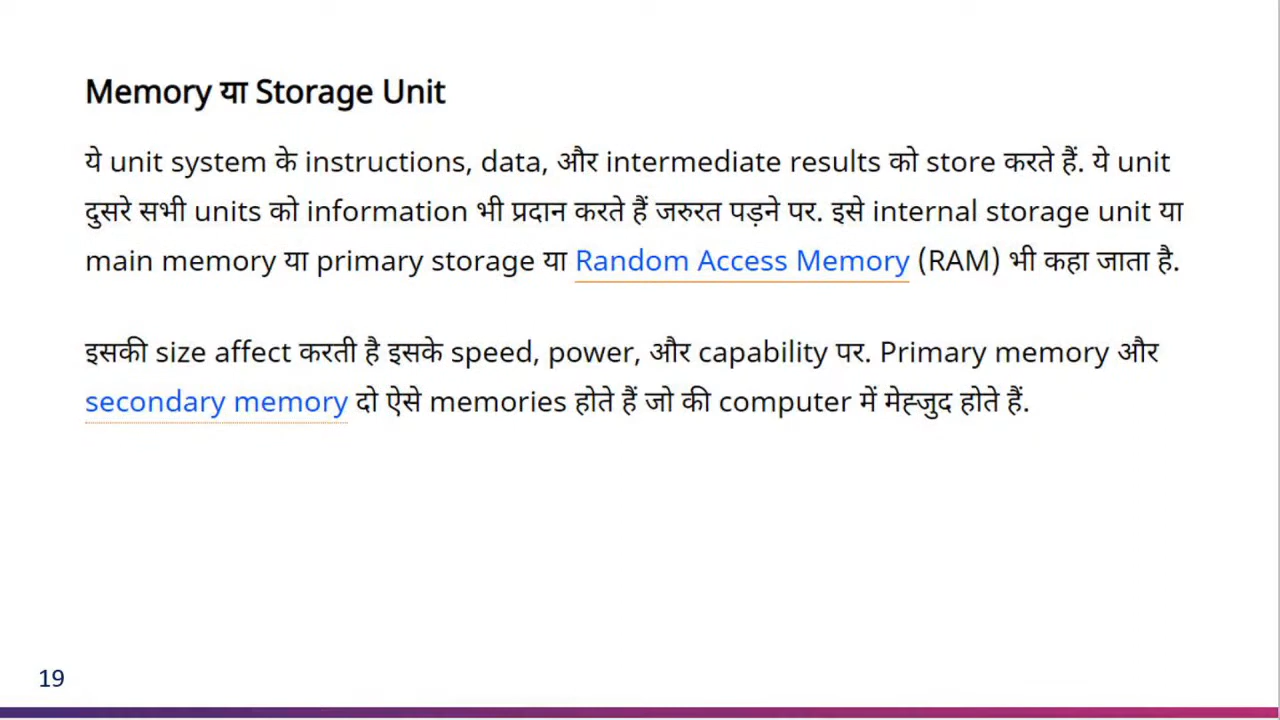 Memory या Storage Unit
ये unit system के instructions, data, और intermediate results को store करते हैं. ये unit
दुसरे सभी units को information भी प्रदान करते हैं जरुरत पड़ने पर. इसे internal storage unit या
main memory या primary storage या Random Access Memory (RAM) भी कहा जाता है.
इसकी size affect करती है इसके speed, power, और capability पर. Primary memory और
secondary memory दो ऐसे memories होते हैं जो की computer में मेह्जुद होते हैं.
19